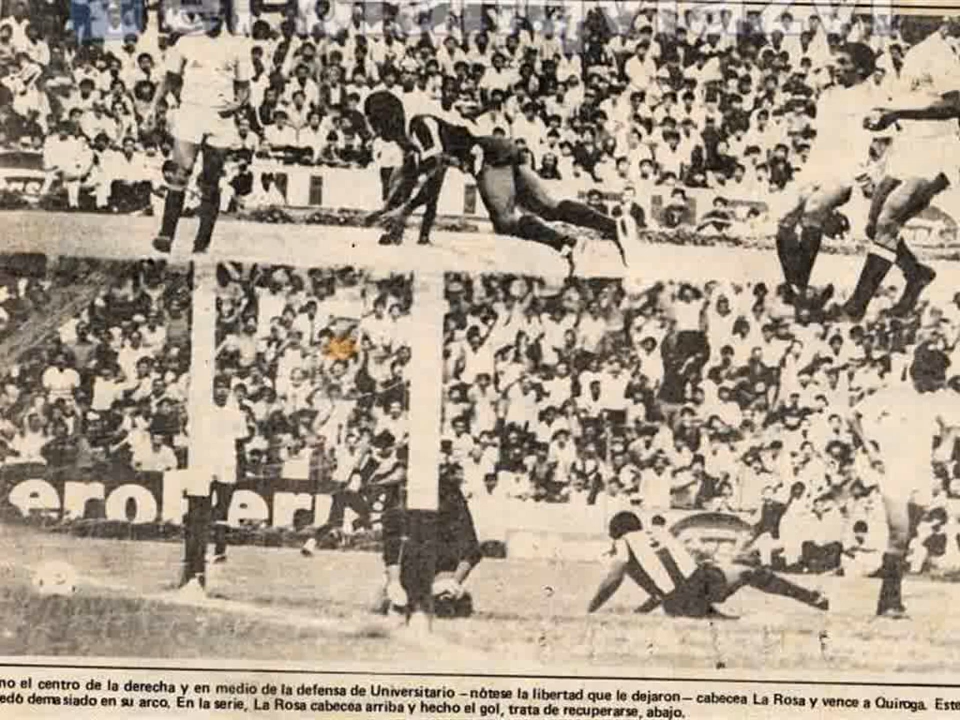 eroperu
no el centro de la derecha y en medio de la defensa de Universitario —nótese la libertad que le dejaron— cabecea La Rosa y vence a Quiroga. Este
edó demasiado en su arco. En la serie, La Rosa cabecea arriba y hecho el gol, trata de recuperarse, abajo.